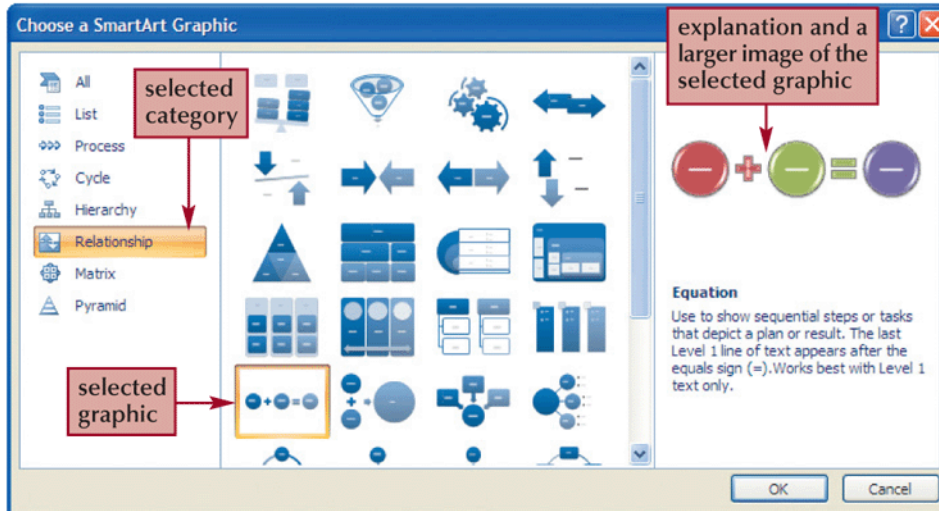 Choose a SmartArt Graphic
All
List
Process
Cycle
Hierarchy
Relationship
Matrix
Pyramid
selected
category
selected
graphic
explanation and a
larger image of the
selected graphic
Equation
Use to show sequential steps or tasks
that depict a plan or result. The last
Level 1 line of text appears after the
equals sign (=).Works best with Level 1
text only.
OK
Cancel